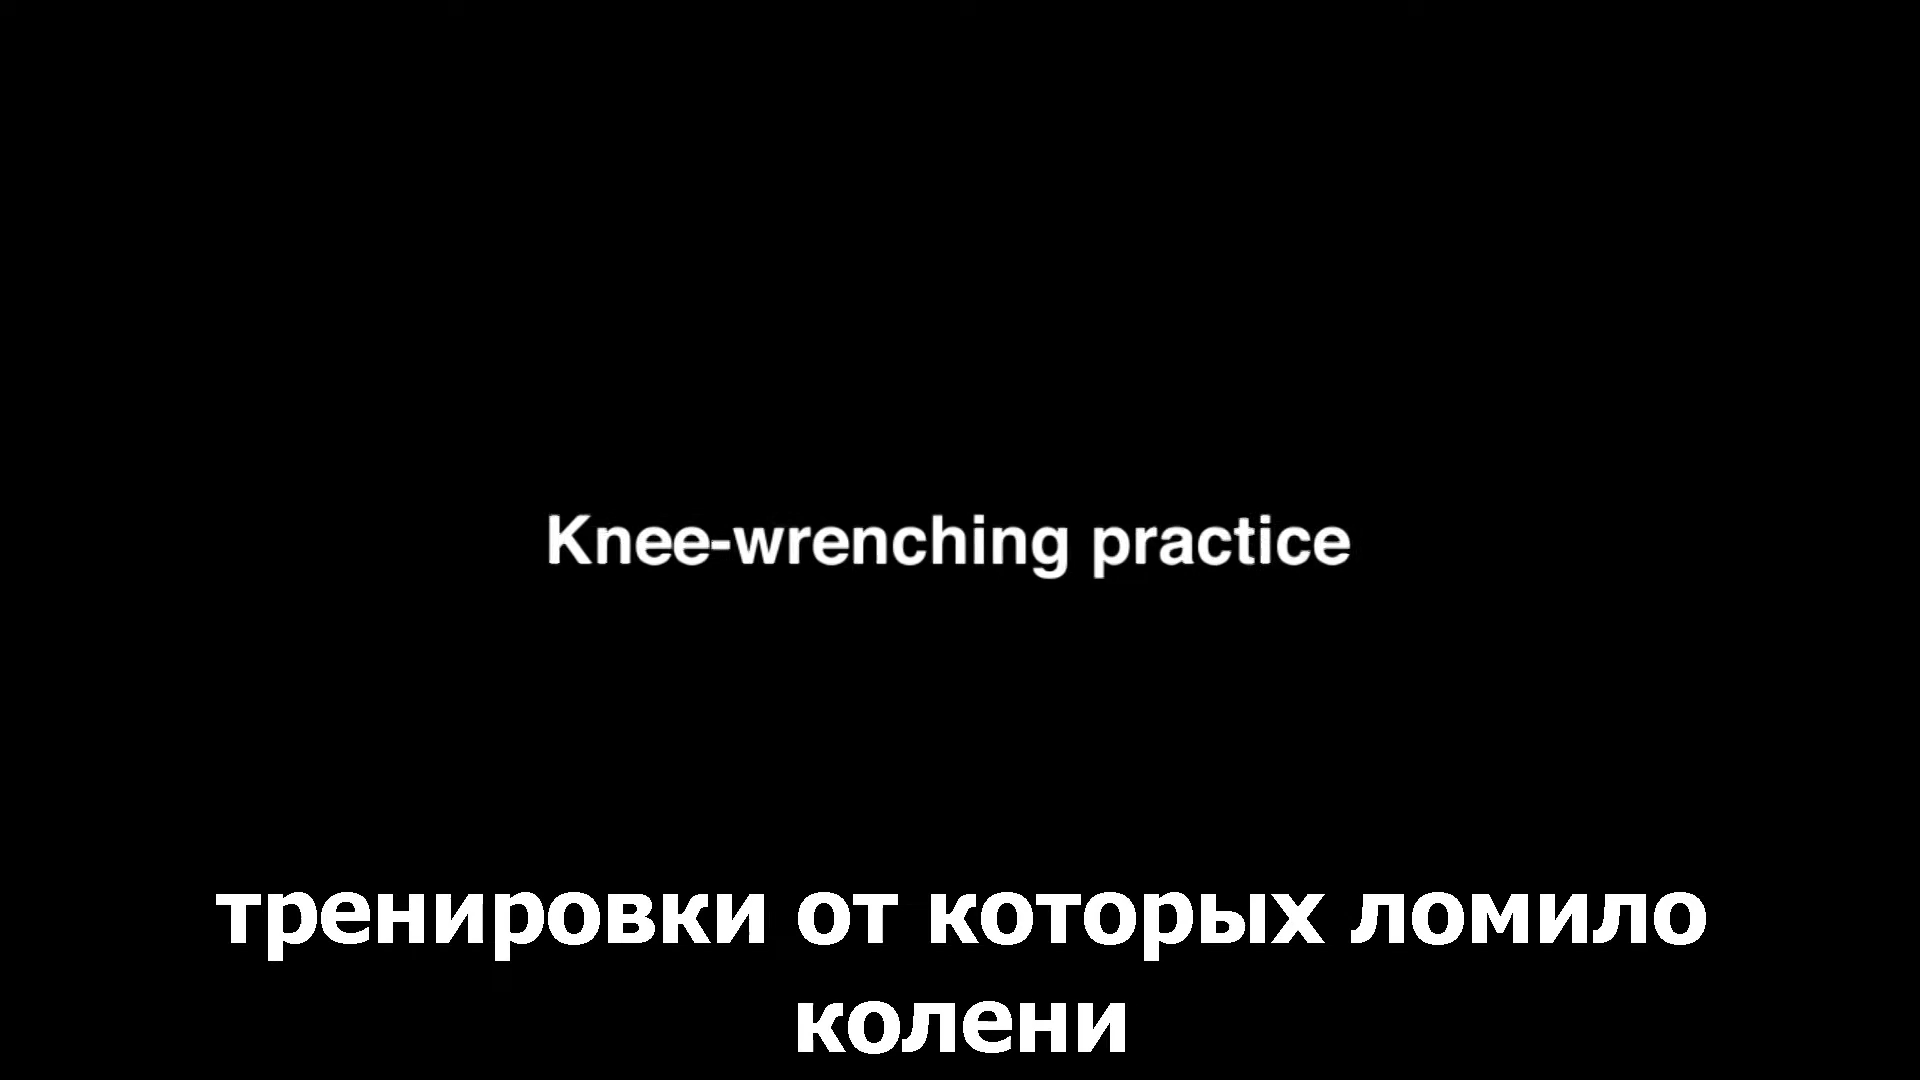 Knee-wrenching practice
тренировки от которых ломило
колени